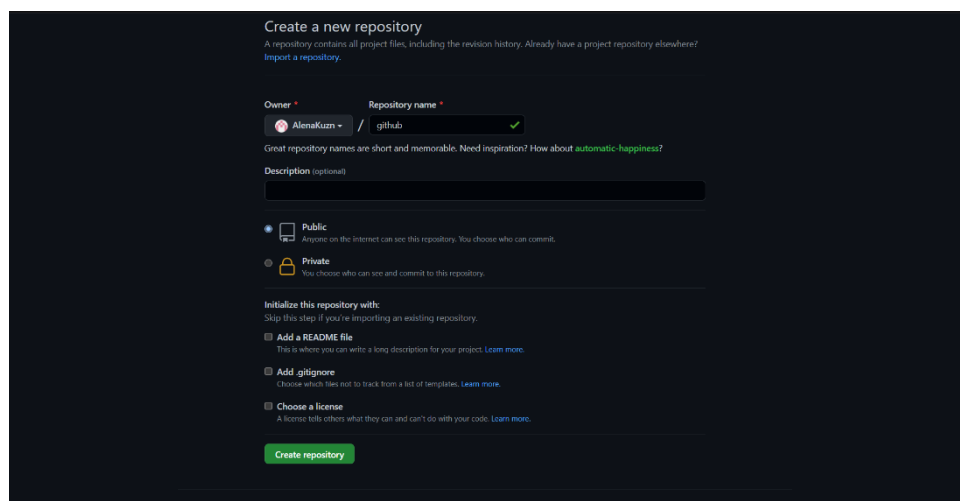 Create a new repository
A repository contains all project files, including the revision history. Already have a project repository elsewhere?
Import a repository.
Owner * Repository name *
AlenaKuzn / github
Great repository names are short and memorable. Need inspiration? How about automatic-happiness?
Description (optional)
Public
Anyone on the internet can see this repository. You choose who can commit.
Private
You choose who can see and commit to this repository.
Initialize this repository with:
Skip this step if you're importing an existing repository.
Add a README file
This is where you can write a long description for your project. Learn more.
Add .gitignore
Choose which files not to track from a list of templates. Learn more.
Choose a license
A license tells others what they can and can't do with your code. Learn more.
Create repository